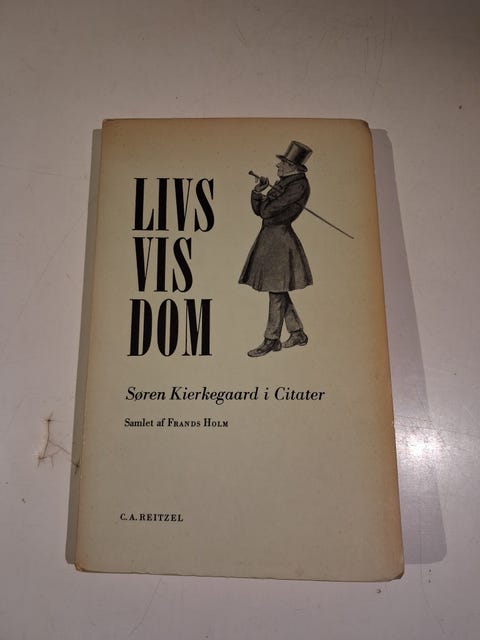 LIVS
VIS
DOM
Søren Kierkegaard i Citater
Samlet af FRANDS HOLM
C. A. REITZEL